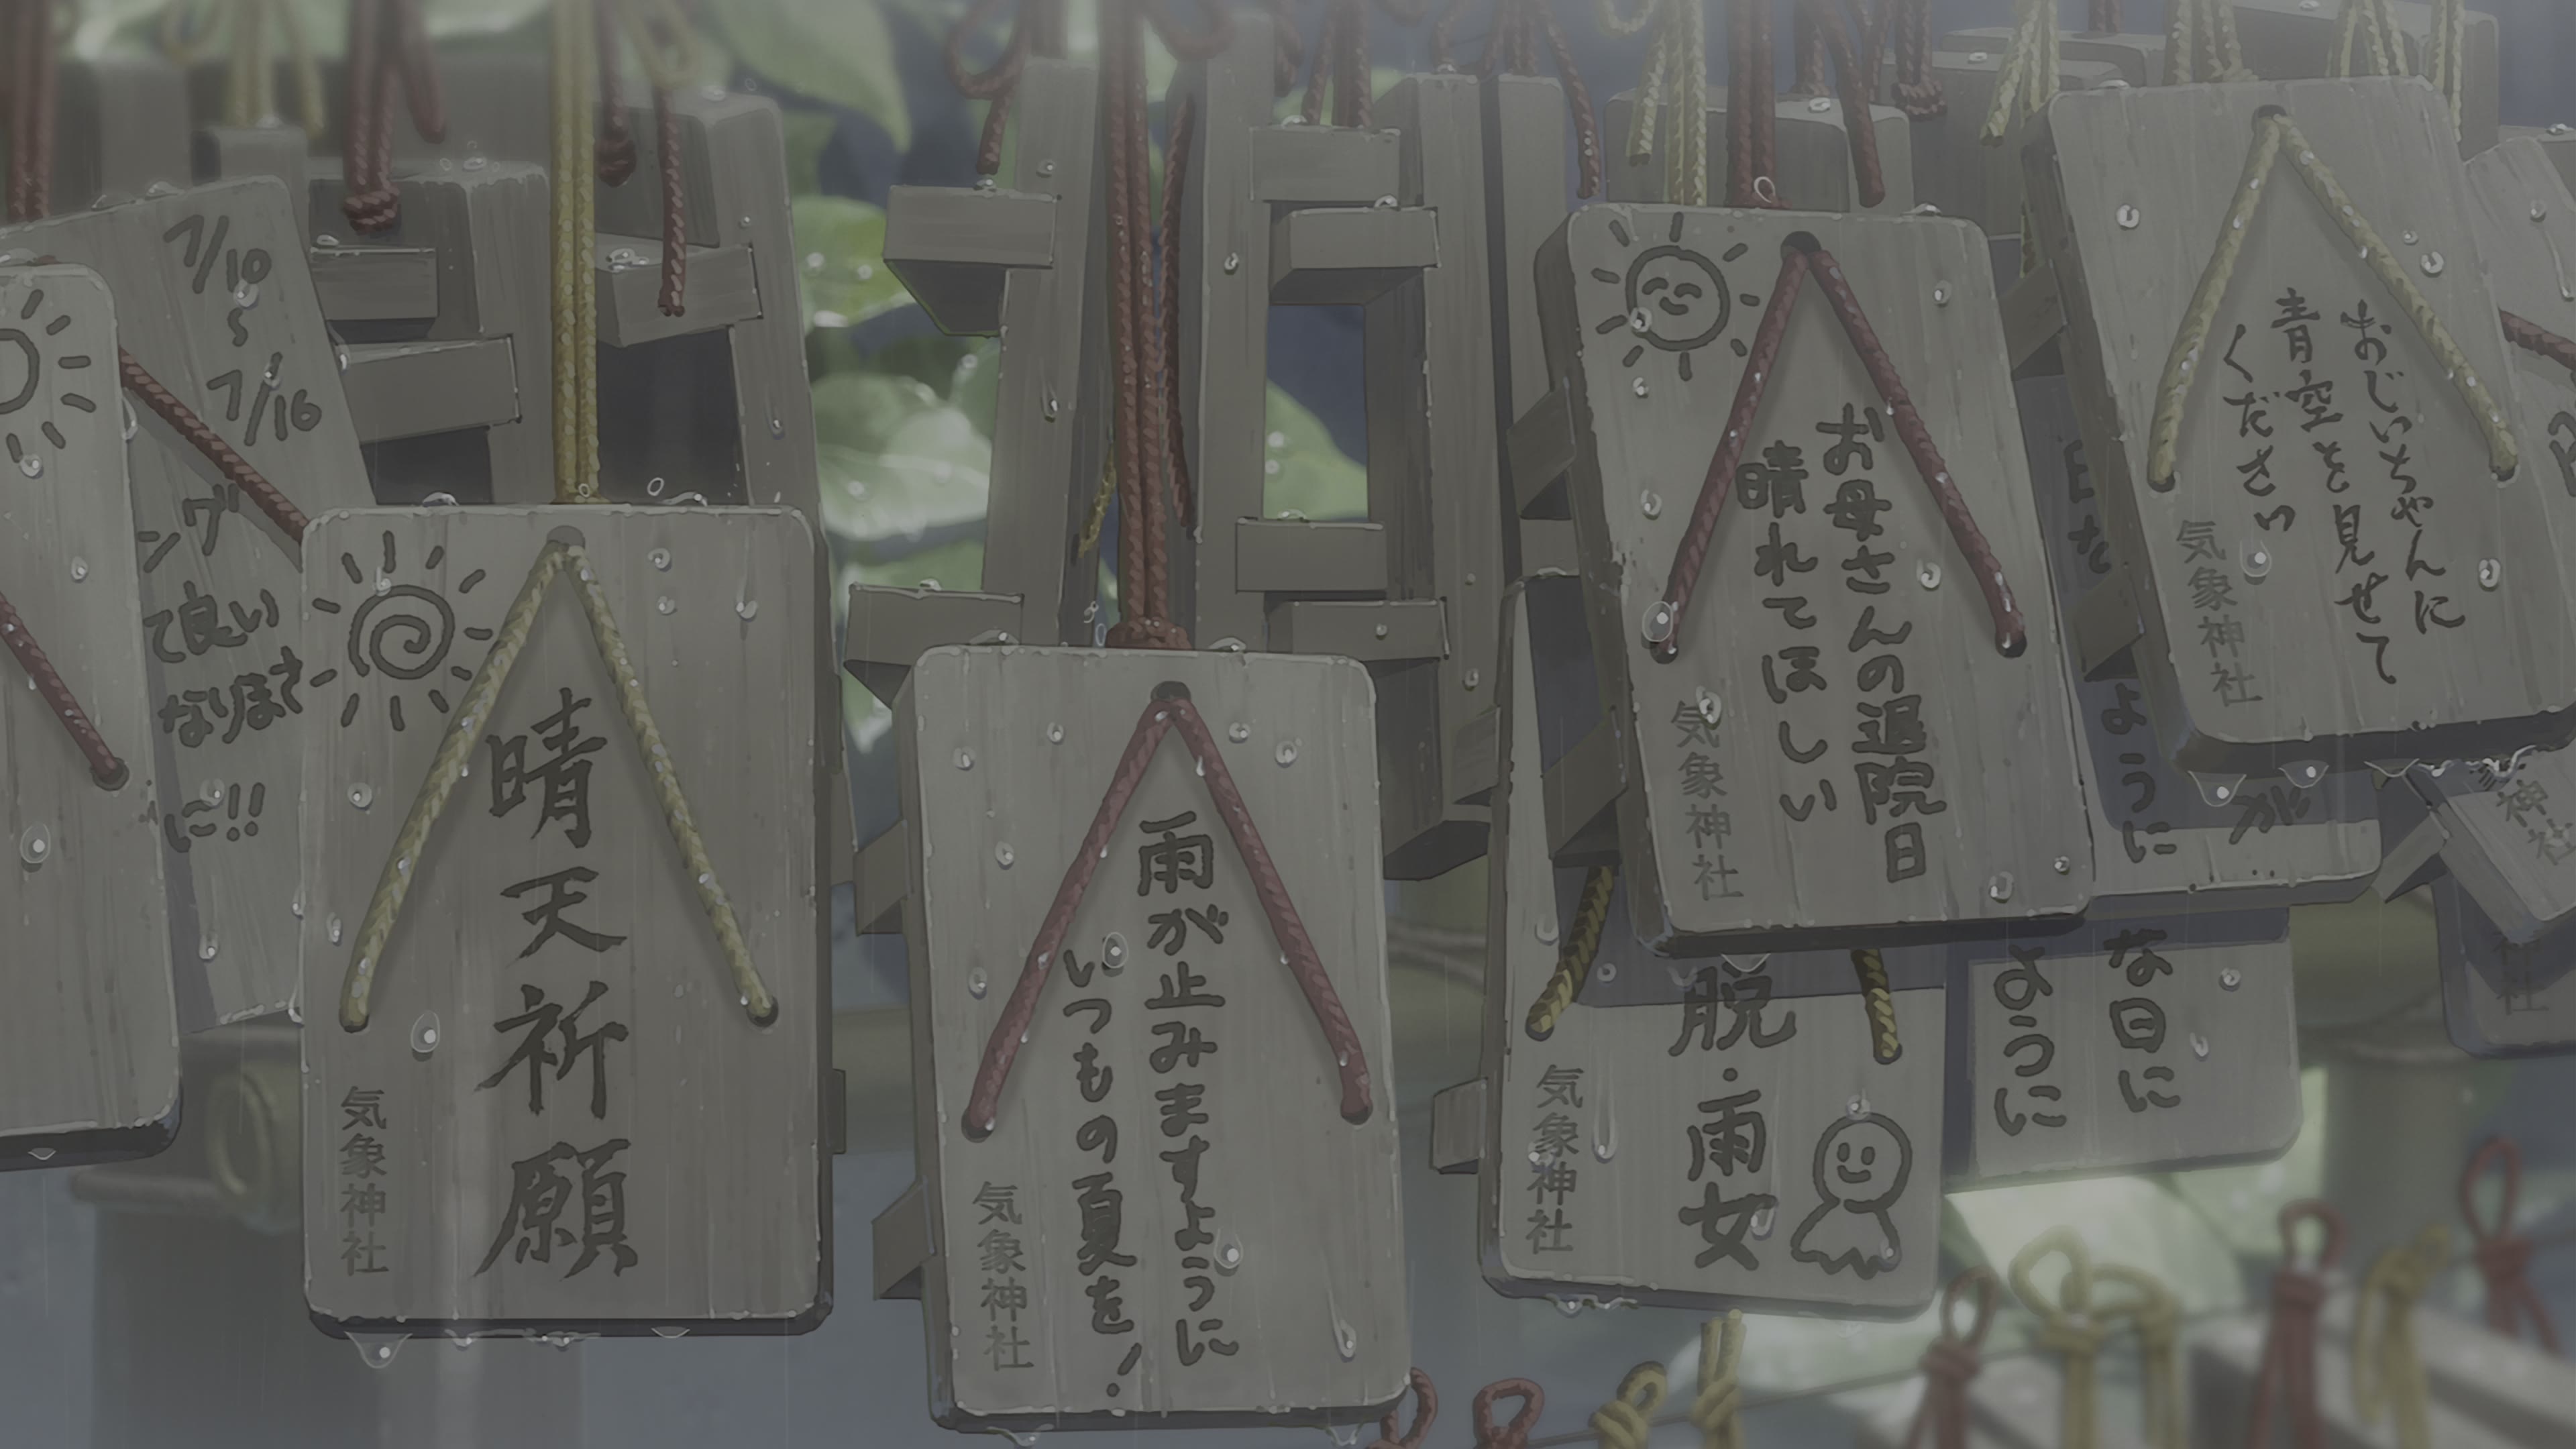 7/10
〜
7/16
ング
て良い
なりまさ
に!!
晴天祈願
気象神社
雨が止みますように
いつもの夏を!
気象神社
お母さんの退院日
晴れてほしい
気象神社
脱・雨女
気象神社
おじいちゃんに
青空を見せて
ください
気象神社
日た
ように
が
な日に
ように
神社
社